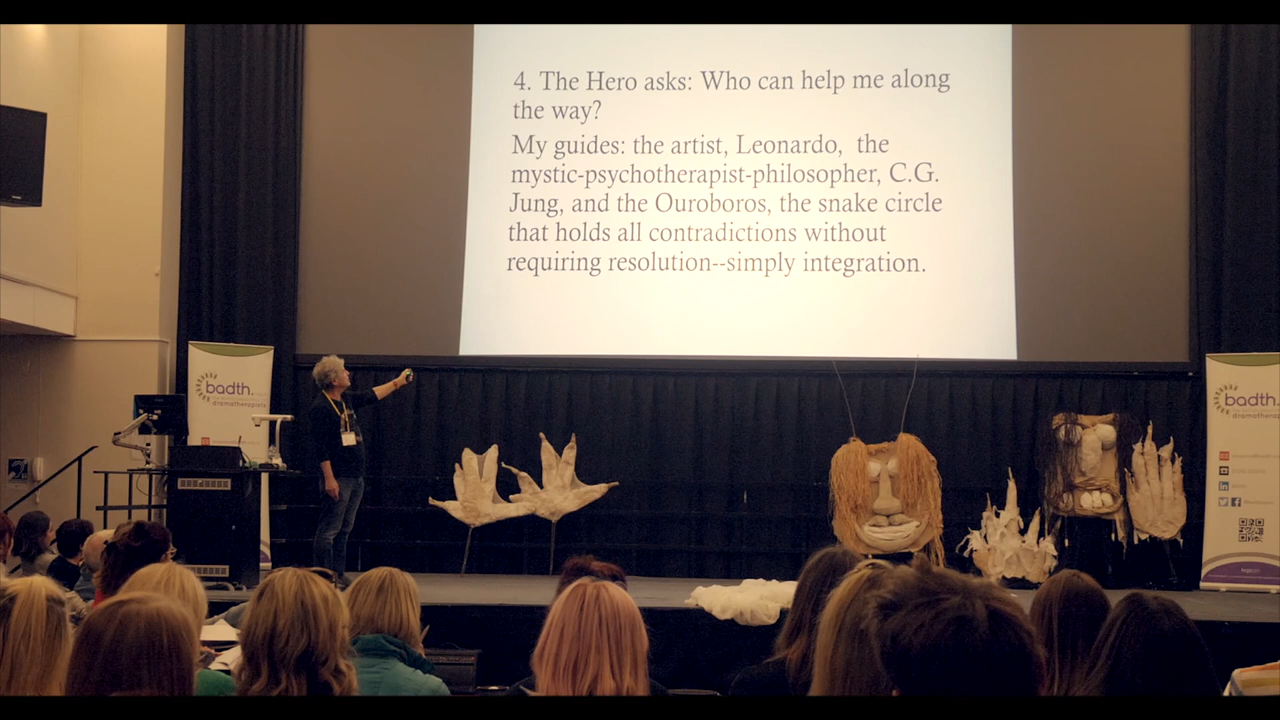 4. The Hero asks: Who can help me along
the way?
My guides: the artist, Leonardo,  the
mystic-psychotherapist-philosopher, C.G.
Jung, and the Ouroboros, the snake circle
that holds all contradictions without
requiring resolution--simply integration.
badth.
dramatherapists
badth.